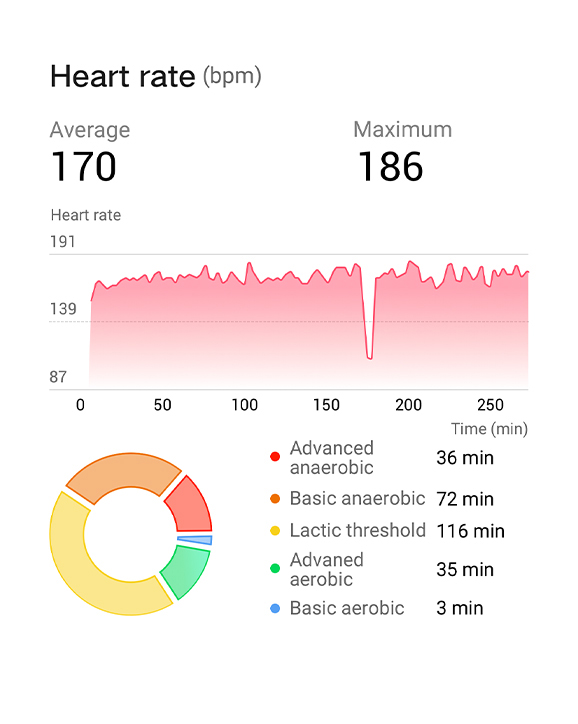 Heart rate (bpm)
Average
Maximum
170
186
Heart rate
191
139
87
0 50 100 150 200 250
Time (min)
Advanced
anaerobic
36 min
Basic anaerobic 72 min
Lactic threshold 116 min
Advaned
aerobic
35 min
Basic aerobic 3 min